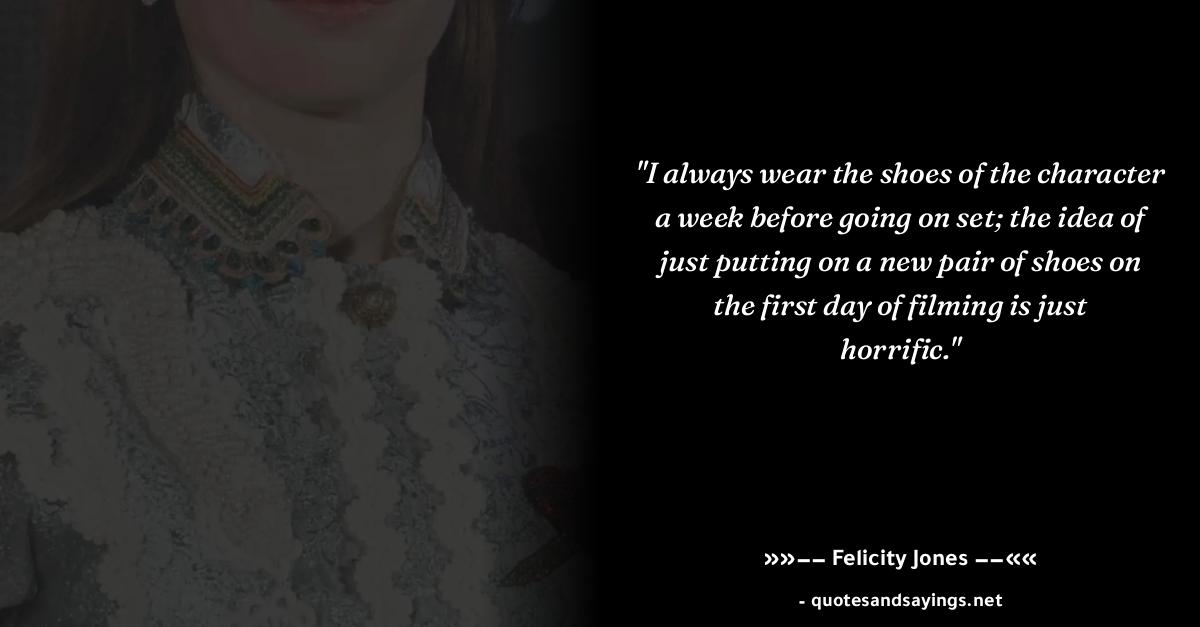 "I always wear the shoes of the character
a week before going on set; the idea of
just putting on a new pair of shoes on
the first day of filming is just
horrific."
»»–– Felicity Jones ––««
- quotesandsayings.net